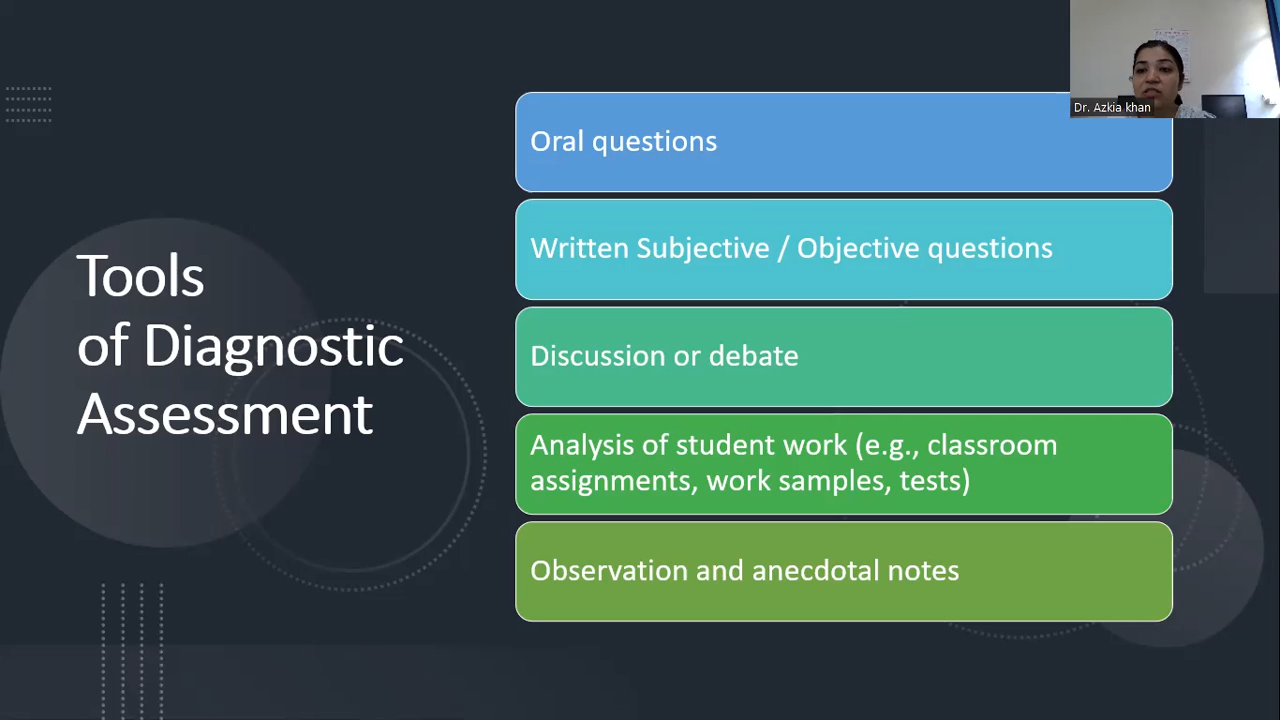 Dr. Azkia khan
Oral questions
Written Subjective / Objective questions
Tools
of Diagnostic
Assessment
Discussion or debate
Analysis of student work (e.g., classroom
assignments, work samples, tests)
Observation and anecdotal notes